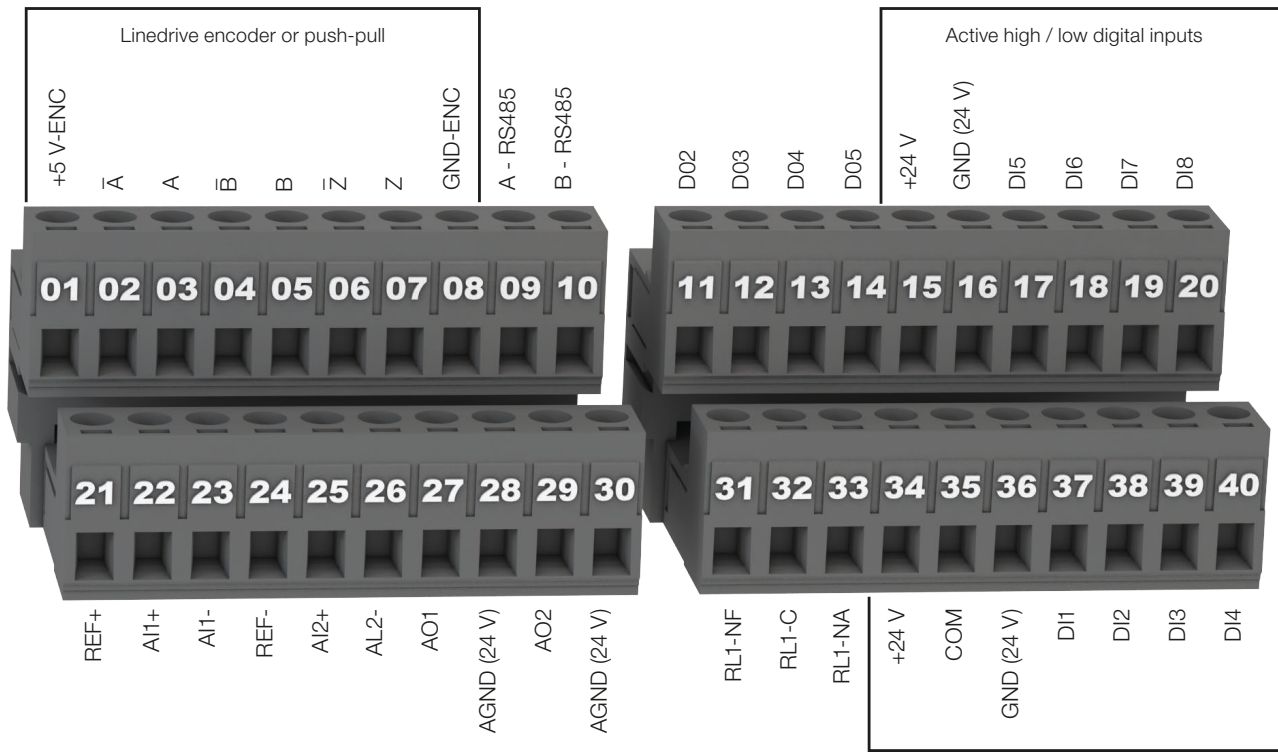 Linedrive encoder or push-pull
Active high / low digital inputs
+5 V-ENC
A̅
A
B̅
B
Z̅
Z
GND-ENC
A - RS485
B - RS485
D02
D03
D04
D05
+24 V
GND (24 V)
DI5
DI6
DI7
DI8
01 02 03 04 05 06 07 08 09 10
11 12 13 14 15 16 17 18 19 20
21 22 23 24 25 26 27 28 29 30
31 32 33 34 35 36 37 38 39 40
REF+
AI1+
AI1-
REF-
AI2+
AL2-
AO1
AGND (24 V)
AO2
AGND (24 V)
RL1-NF
RL1-C
RL1-NA
+24 V
COM
GND (24 V)
DI1
DI2
DI3
DI4